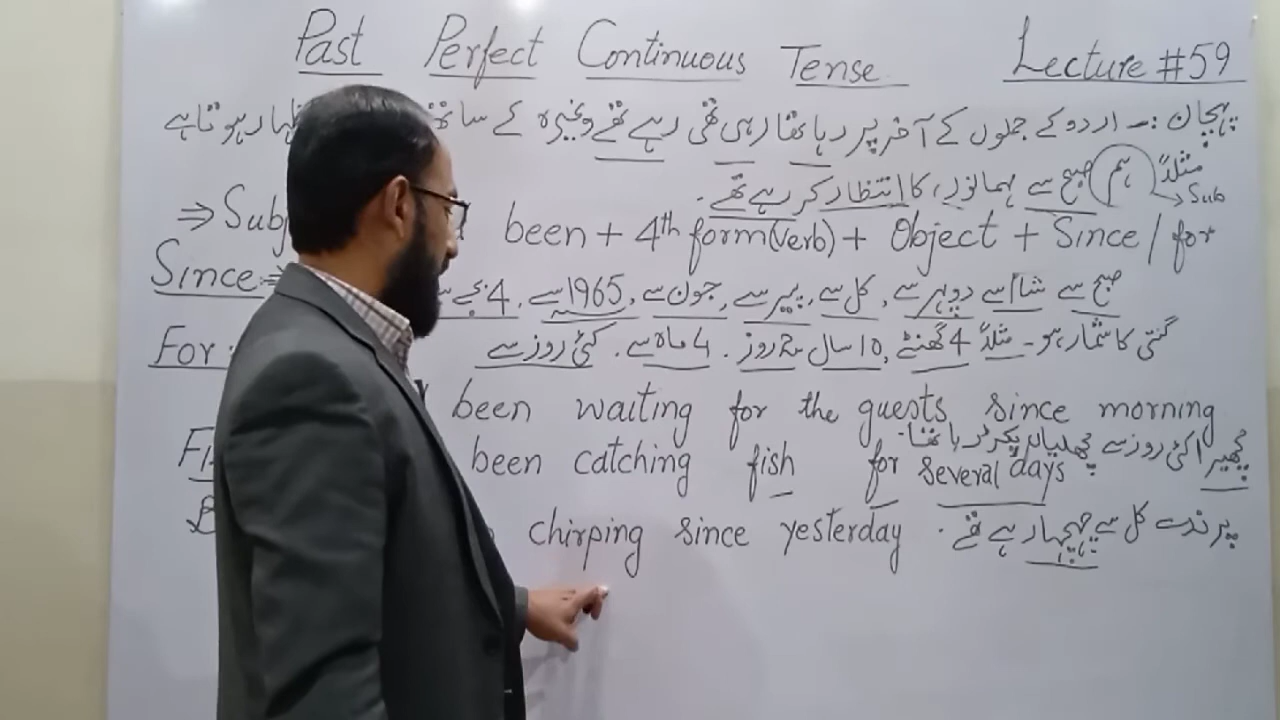 Past Perfect Continuous Tense Lecture #59
پہچان :۔ اردو کے جملوں کے آخر پر رہا تھا رہی تھی رہے تھے وغیرہ کے ساتھ ہوتا ہے
مثلاً ہم صبح سے مہمانوں کا انتظار کر رہے تھے۔
Sub
⇒ Subj been + 4th form(verb) + Object + Since / for
Since ⇒ صبح سے شام سے دوپہر سے, کل سے, پیر سے, جون سے, 1965 سے, 4 بجے
For گنتی کا شمار ہو۔ مثلاً 4 گھنٹے, 10 سال 2 روز. 4 ماہ سے. کئی روز سے
been waiting for the guests since morning
مچھیرا کئی روز سے مچھلیاں پکڑ رہا تھا۔
been catching fish for several days
chirping since yesterday . پرندے کل سے چہچہا رہے تھے